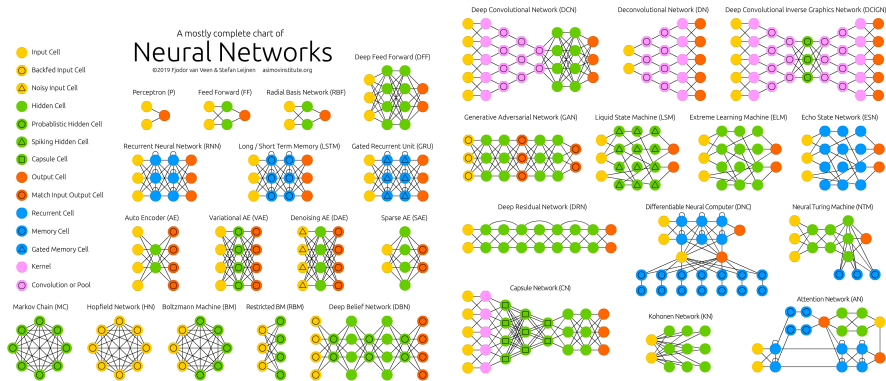 A mostly complete chart of
Neural Networks
©2019 Fjodor van Veen & Stefan Leijnen asimovinstitute.org
Input Cell
Backfed Input Cell
Noisy Input Cell
Hidden Cell
Probablistic Hidden Cell
Spiking Hidden Cell
Capsule Cell
Output Cell
Match Input Output Cell
Recurrent Cell
Memory Cell
Gated Memory Cell
Kernel
Convolution or Pool
Perceptron (P)
Feed Forward (FF)
Radial Basis Network (RBF)
Deep Feed Forward (DFF)
Recurrent Neural Network (RNN)
Long / Short Term Memory (LSTM)
Gated Recurrent Unit (GRU)
Auto Encoder (AE)
Variational AE (VAE)
Denoising AE (DAE)
Sparse AE (SAE)
Markov Chain (MC)
Hopfield Network (HN)
Boltzmann Machine (BM)
Restricted BM (RBM)
Deep Belief Network (DBN)
Deep Convolutional Network (DCN)
Deconvolutional Network (DN)
Deep Convolutional Inverse Graphics Network (DCIGN)
Generative Adversarial Network (GAN)
Liquid State Machine (LSM)
Extreme Learning Machine (ELM)
Echo State Network (ESN)
Deep Residual Network (DRN)
Differentiable Neural Computer (DNC)
Neural Turing Machine (NTM)
Capsule Network (CN)
Kohonen Network (KN)
Attention Network (AN)